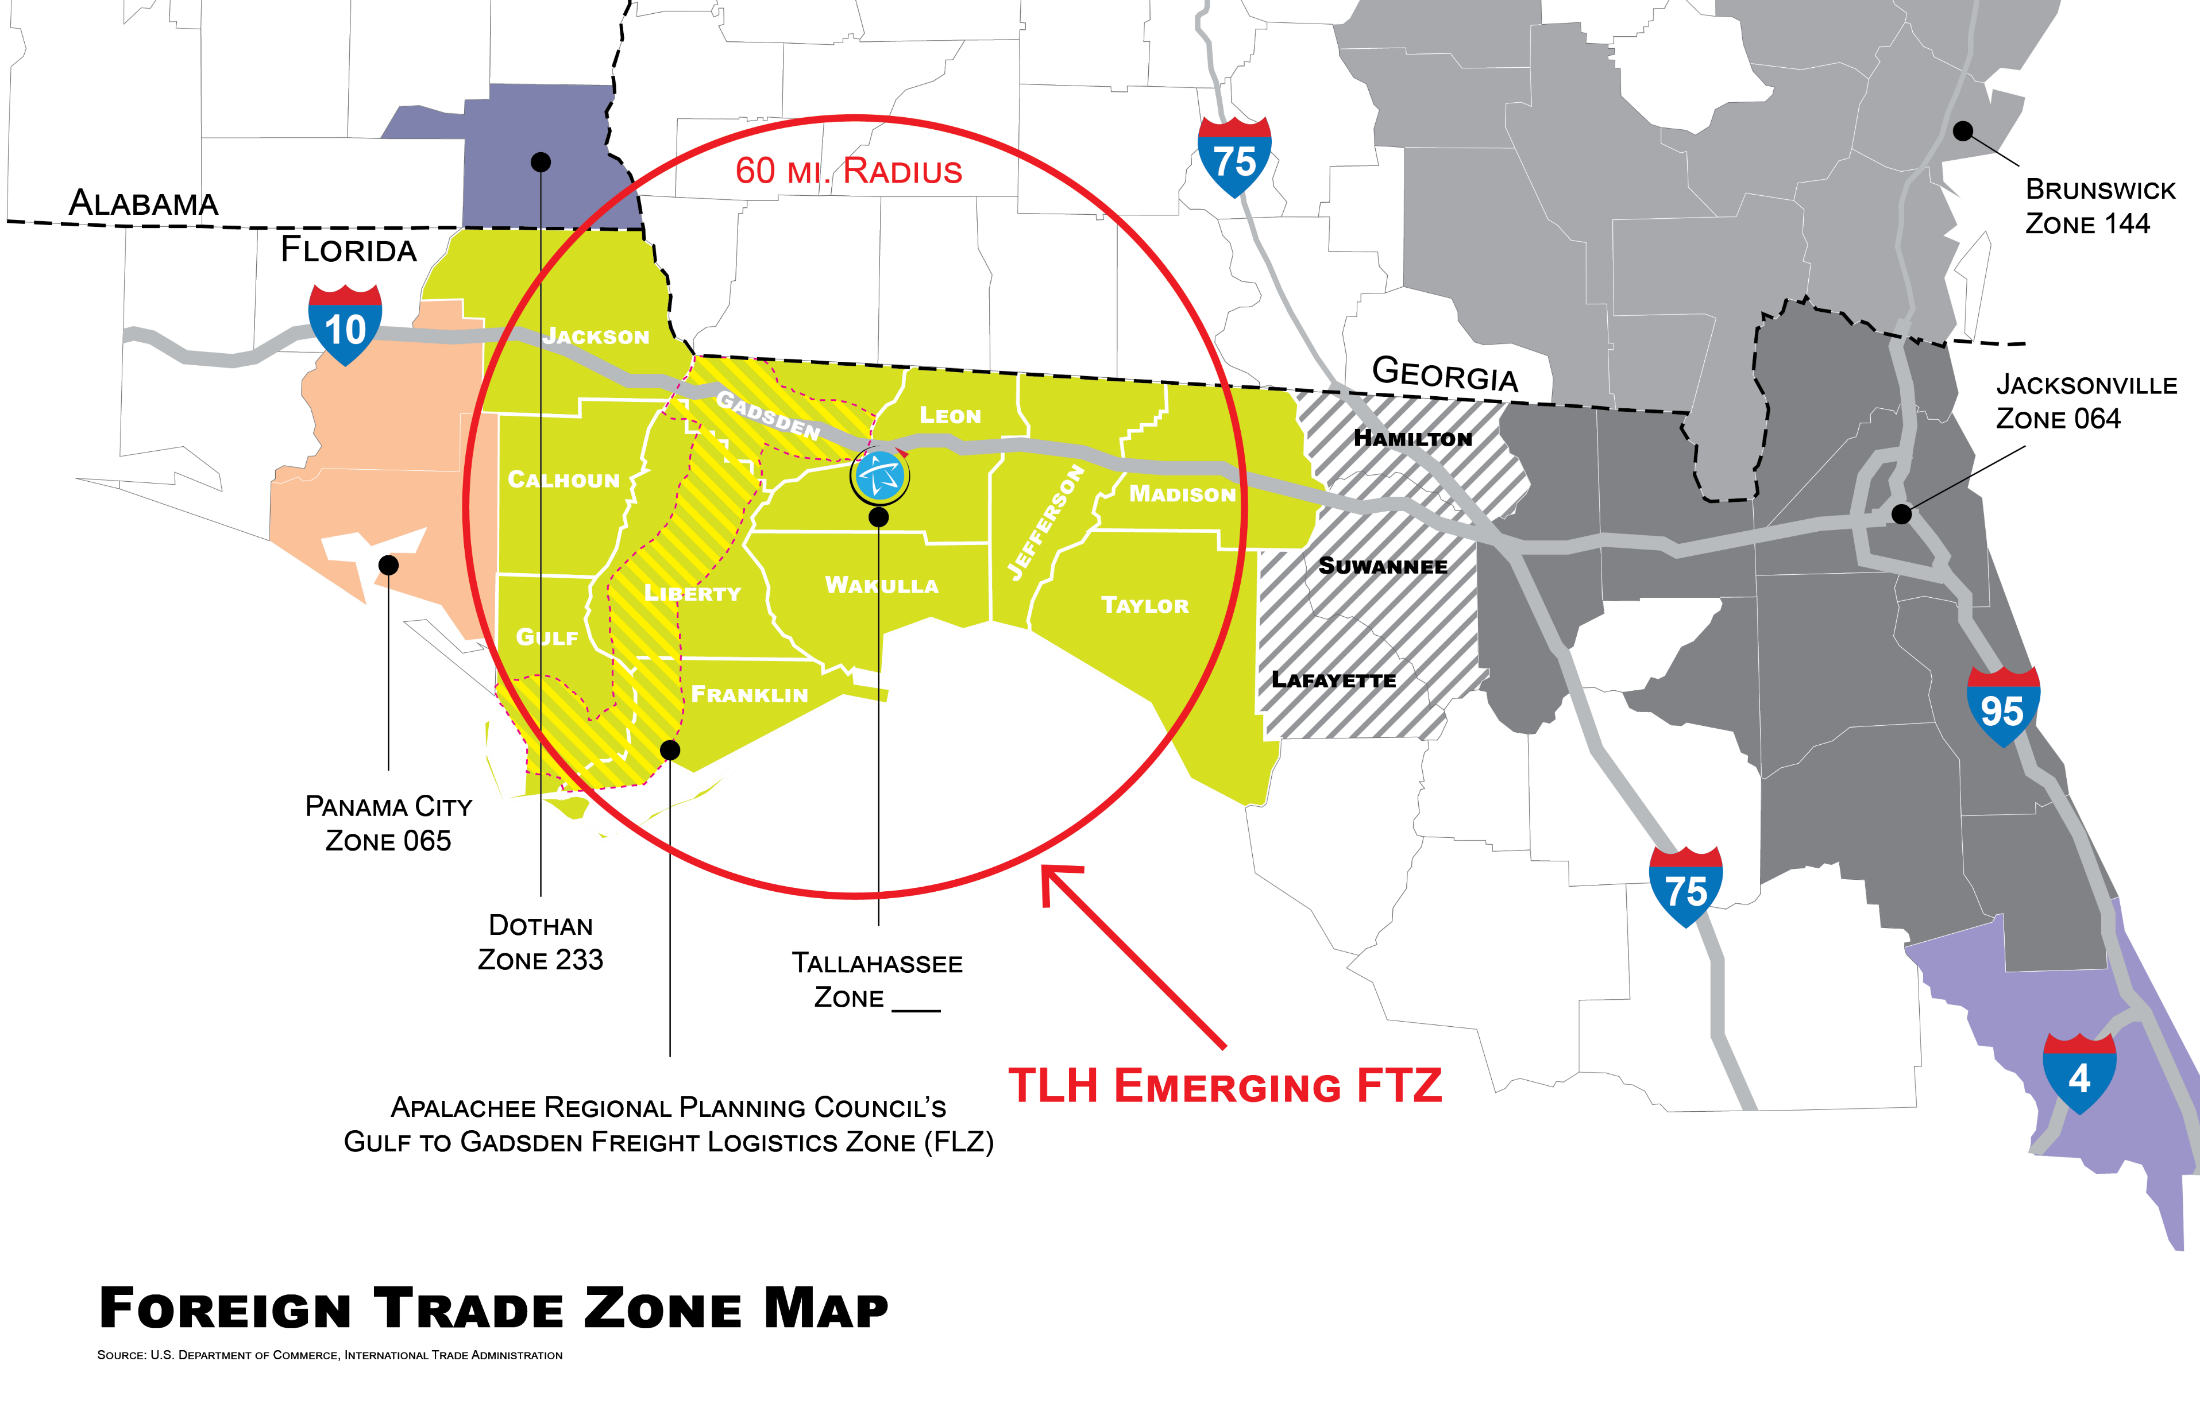 60 MI. RADIUS
75
ALABAMA
BRUNSWICK
ZONE 144
FLORIDA
10
JACKSON
GEORGIA
JACKSONVILLE
ZONE 064
GADSDEN
LEON
HAMILTON
CALHOUN
JEFFERSON
MADISON
SUWANNEE
LIBERTY
WAKULLA
TAYLOR
GULF
LAFAYETTE
FRANKLIN
95
PANAMA CITY
ZONE 065
75
DOTHAN
ZONE 233
TALLAHASSEE
ZONE ___
4
TLH EMERGING FTZ
APALACHEE REGIONAL PLANNING COUNCIL'S
GULF TO GADSDEN FREIGHT LOGISTICS ZONE (FLZ)
FOREIGN TRADE ZONE MAP
SOURCE: U.S. DEPARTMENT OF COMMERCE, INTERNATIONAL TRADE ADMINISTRATION